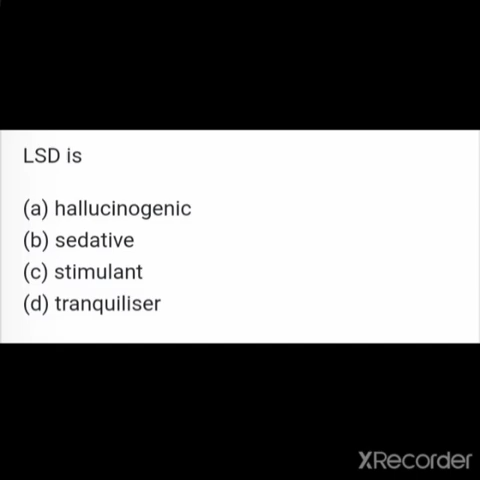 LSD is
(a) hallucinogenic
(b) sedative
(c) stimulant
(d) tranquiliser
XRecorder